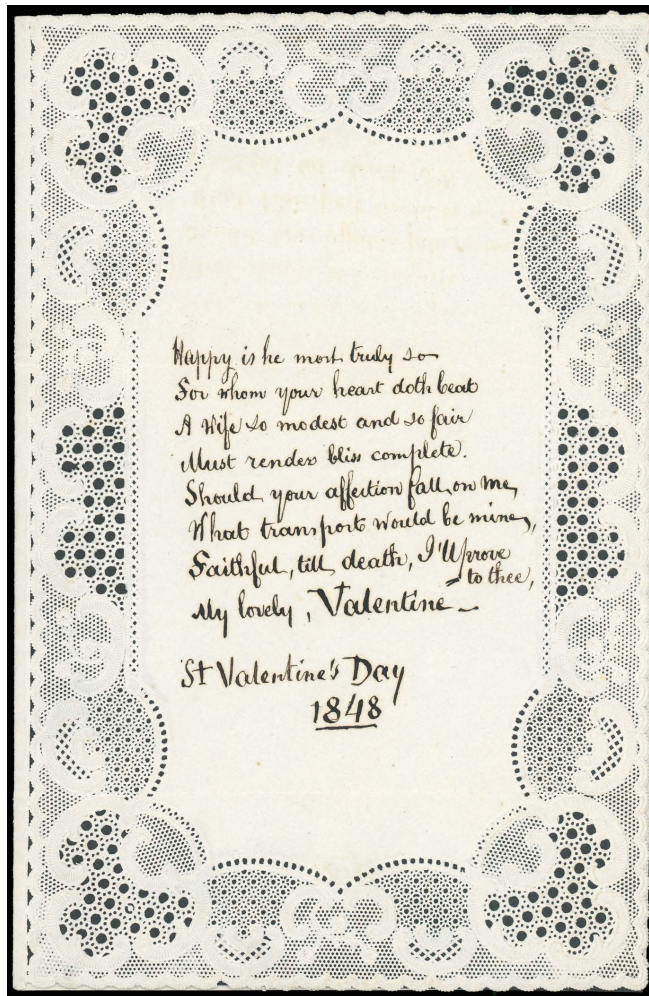 Happy is he most truly so
For whom your heart doth beat
A Wife so modest and so fair
Must render bliss complete.
Should your affection fall on me,
What transport would be mine,
Faithful, till death, I'll prove
to thee,
My lovely, Valentine –
St Valentine's Day
1848